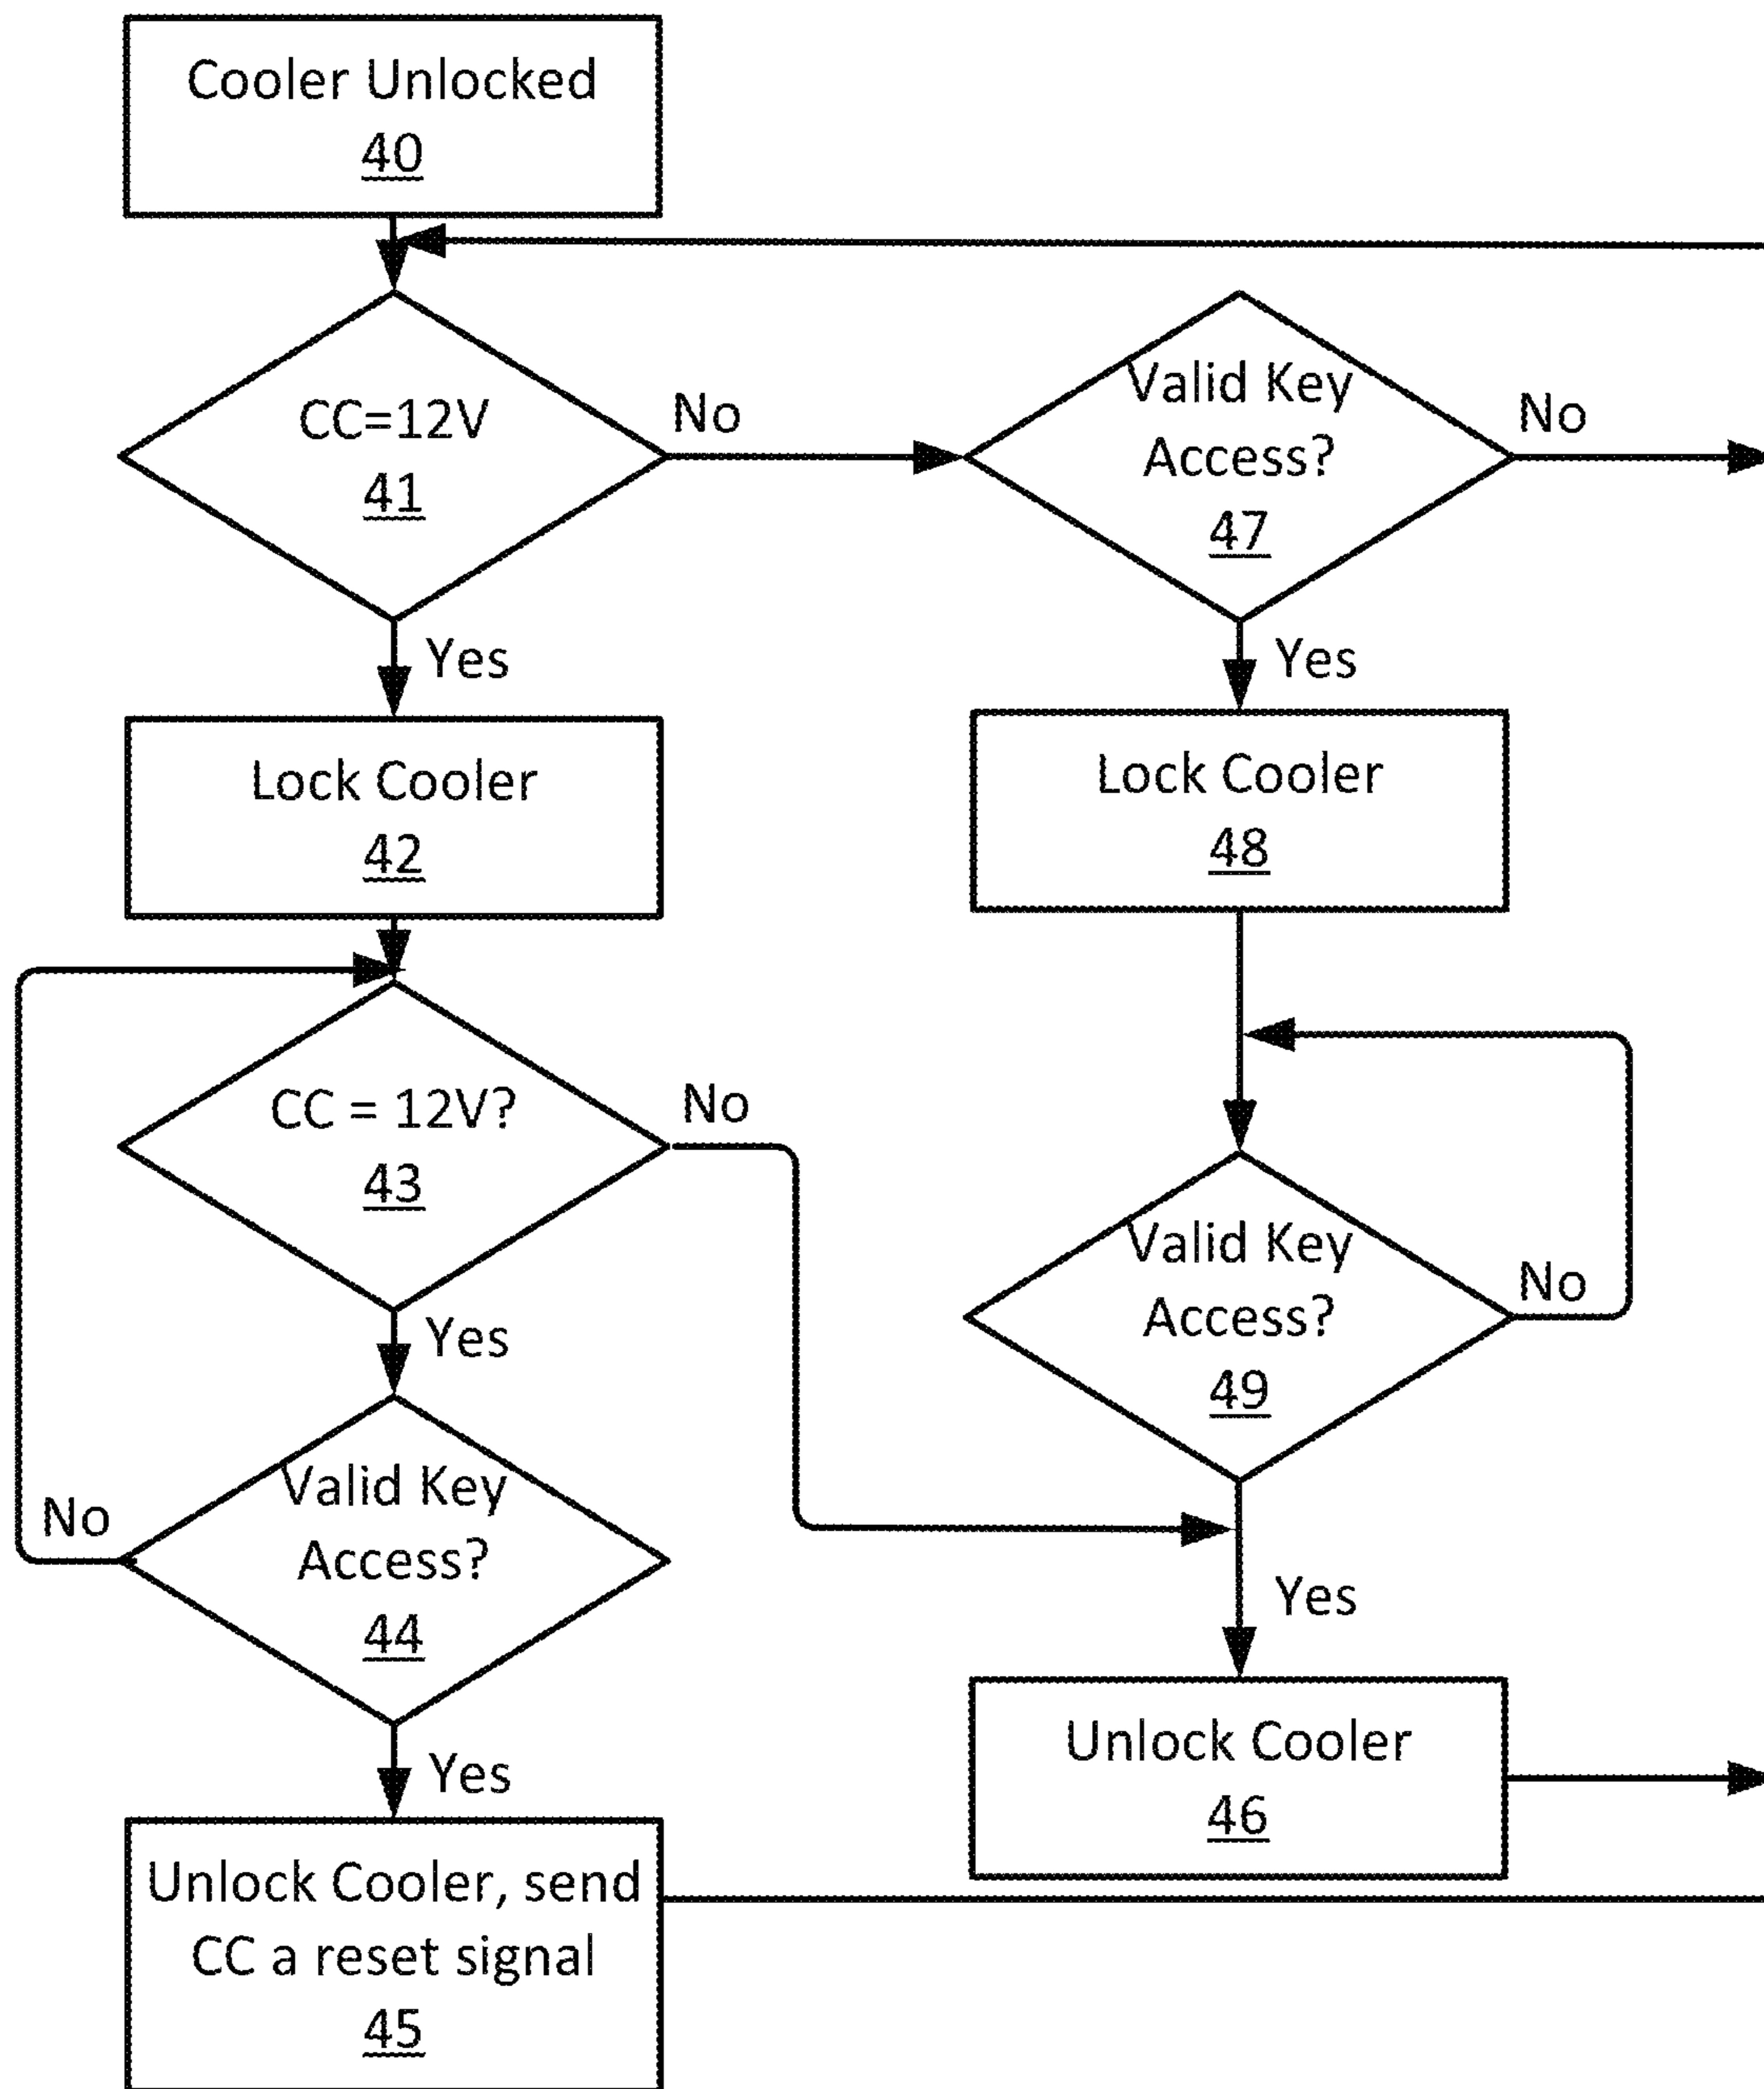 Cooler Unlocked
40
CC=12V
41
No
Valid Key
Access?
47
No
Yes
Yes
Lock Cooler
42
Lock Cooler
48
CC = 12V?
43
No
Yes
Valid Key
Access?
49
No
Valid Key
Access?
44
No
Yes
Yes
Unlock Cooler
46
Unlock Cooler, send
CC a reset signal
45